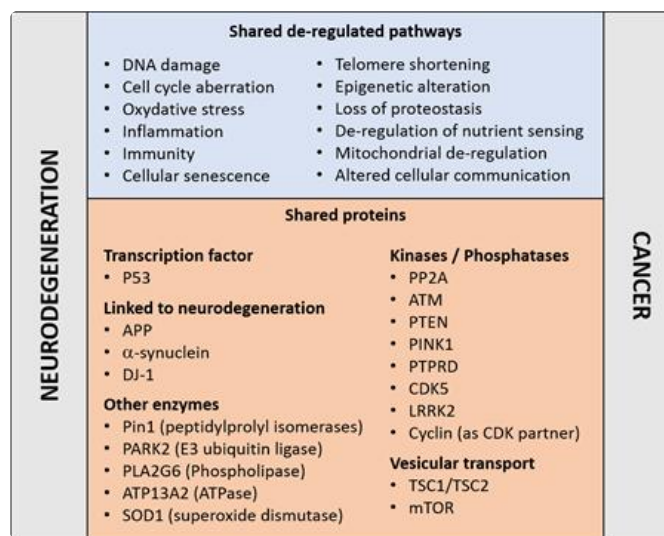 NEURODEGENERATION
Shared de-regulated pathways
• DNA damage
• Cell cycle aberration
• Oxydative stress
• Inflammation
• Immunity
• Cellular senescence
• Telomere shortening
• Epigenetic alteration
• Loss of proteostasis
• De-regulation of nutrient sensing
• Mitochondrial de-regulation
• Altered cellular communication
Shared proteins
Transcription factor
• P53
Linked to neurodegeneration
• APP
• α-synuclein
• DJ-1
Other enzymes
• Pin1 (peptidylprolyl isomerases)
• PARK2 (E3 ubiquitin ligase)
• PLA2G6 (Phospholipase)
• ATP13A2 (ATPase)
• SOD1 (superoxide dismutase)
Kinases / Phosphatases
• PP2A
• ATM
• PTEN
• PINK1
• PTPRD
• CDK5
• LRRK2
• Cyclin (as CDK partner)
Vesicular transport
• TSC1/TSC2
• mTOR
CANCER